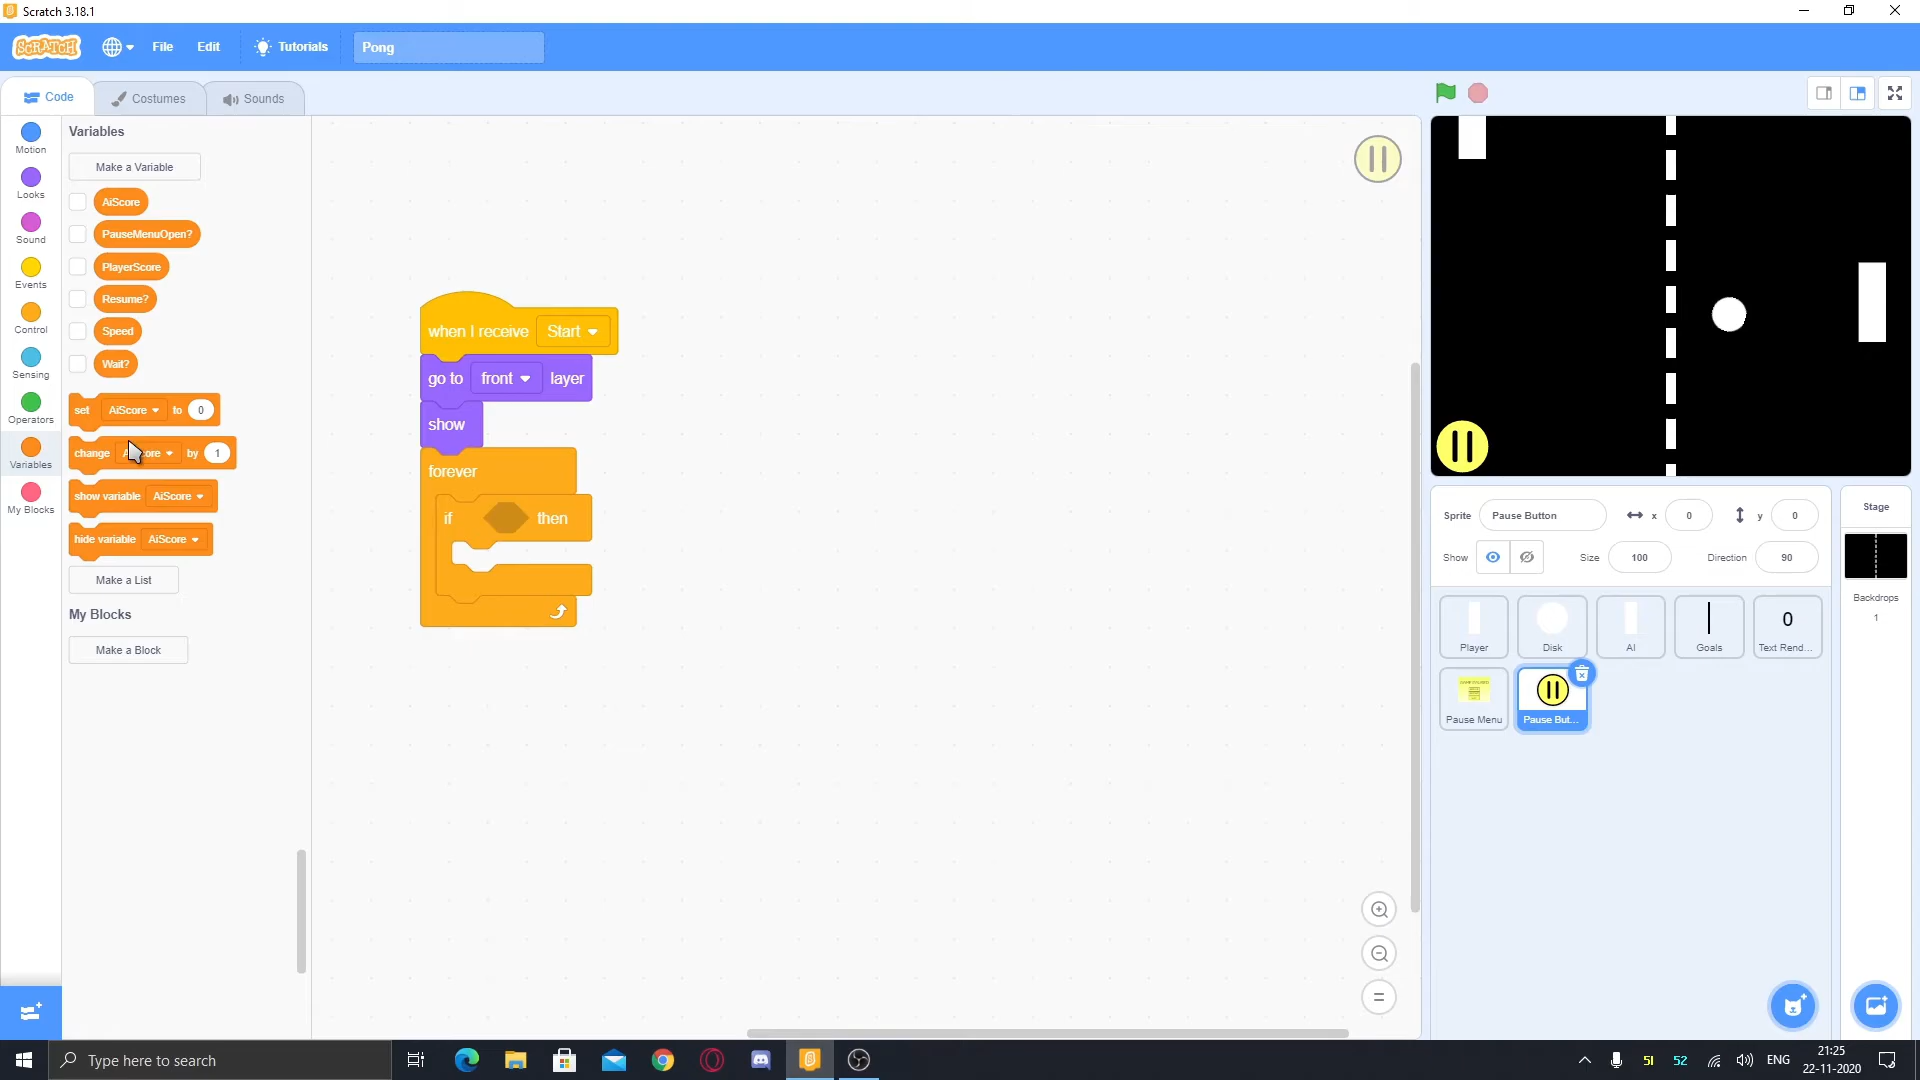 Scratch 3.18.1
SCRATCH
File
Edit
Tutorials
Pong
Code
Costumes
Sounds
Motion
Looks
Sound
Events
Control
Sensing
Operators
Variables
My Blocks
Variables
Make a Variable
AiScore
PauseMenuOpen?
PlayerScore
Resume?
Speed
Wait?
set AiScore to 0
change by 1
show variable AiScore
hide variable AiScore
Make a List
My Blocks
Make a Block
when I receive Start
go to front layer
show
forever
if then
Sprite Pause Button x 0 y 0
Show Size 100 Direction 90
Player
Disk
AI
Goals
0
Text Rend...
Pause Menu
Pause But...
Stage
Backdrops
1
Type here to search
51
52
ENG
21:25
22-11-2020